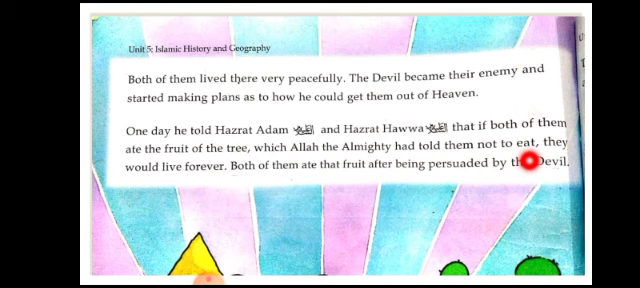 Unit 5: Islamic History and Geography
Both of them lived there very peacefully. The Devil became their enemy and
started making plans as to how he could get them out of Heaven.
One day he told Hazrat Adam and Hazrat Hawwa that if both of them
ate the fruit of the tree, which Allah the Almighty had told them not to eat, they
would live forever. Both of them ate that fruit after being persuaded by the Devil.